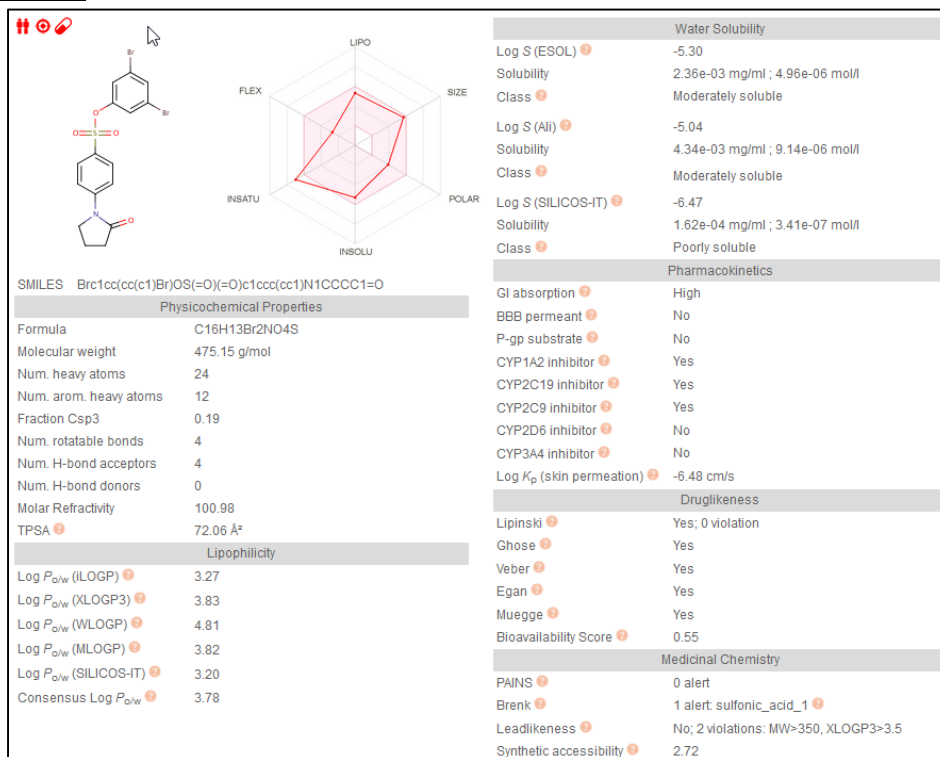 Br
Br
O
O
S
O
N
O
LIPO
FLEX
SIZE
INSATU
POLAR
INSOLU
SMILES Brc1cc(cc(c1)Br)OS(=O)(=O)c1ccc(cc1)N1CCCC1=O
Physicochemical Properties
Formula C16H13Br2NO4S
Molecular weight 475.15 g/mol
Num. heavy atoms 24
Num. arom. heavy atoms 12
Fraction Csp3 0.19
Num. rotatable bonds 4
Num. H-bond acceptors 4
Num. H-bond donors 0
Molar Refractivity 100.98
TPSA ? 72.06 Å²
Lipophilicity
Log Po/w (iLOGP) ? 3.27
Log Po/w (XLOGP3) ? 3.83
Log Po/w (WLOGP) ? 4.81
Log Po/w (MLOGP) ? 3.82
Log Po/w (SILICOS-IT) ? 3.20
Consensus Log Po/w ? 3.78
Water Solubility
Log S (ESOL) ? -5.30
Solubility 2.36e-03 mg/ml ; 4.96e-06 mol/l
Class ? Moderately soluble
Log S (Ali) ? -5.04
Solubility 4.34e-03 mg/ml ; 9.14e-06 mol/l
Class ? Moderately soluble
Log S (SILICOS-IT) ? -6.47
Solubility 1.62e-04 mg/ml ; 3.41e-07 mol/l
Class ? Poorly soluble
Pharmacokinetics
GI absorption ? High
BBB permeant ? No
P-gp substrate ? No
CYP1A2 inhibitor ? Yes
CYP2C19 inhibitor ? Yes
CYP2C9 inhibitor ? Yes
CYP2D6 inhibitor ? No
CYP3A4 inhibitor ? No
Log Kp (skin permeation) ? -6.48 cm/s
Druglikeness
Lipinski ? Yes; 0 violation
Ghose ? Yes
Veber ? Yes
Egan ? Yes
Muegge ? Yes
Bioavailability Score ? 0.55
Medicinal Chemistry
PAINS ? 0 alert
Brenk ? 1 alert: sulfonic_acid_1 ?
Leadlikeness ? No; 2 violations: MW>350, XLOGP3>3.5
Synthetic accessibility ? 2.72